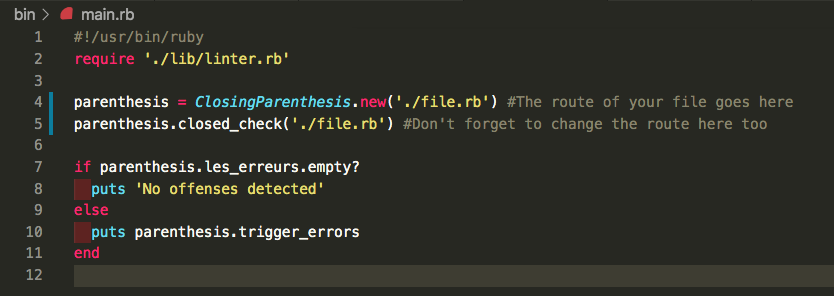 bin > main.rb
1 #!/usr/bin/ruby
2 require './lib/linter.rb'
3
4 parenthesis = ClosingParenthesis.new('./file.rb') #The route of your file goes here
5 parenthesis.closed_check('./file.rb') #Don't forget to change the route here too
6
7 if parenthesis.les_erreurs.empty?
8   puts 'No offenses detected'
9 else
10   puts parenthesis.trigger_errors
11 end
12